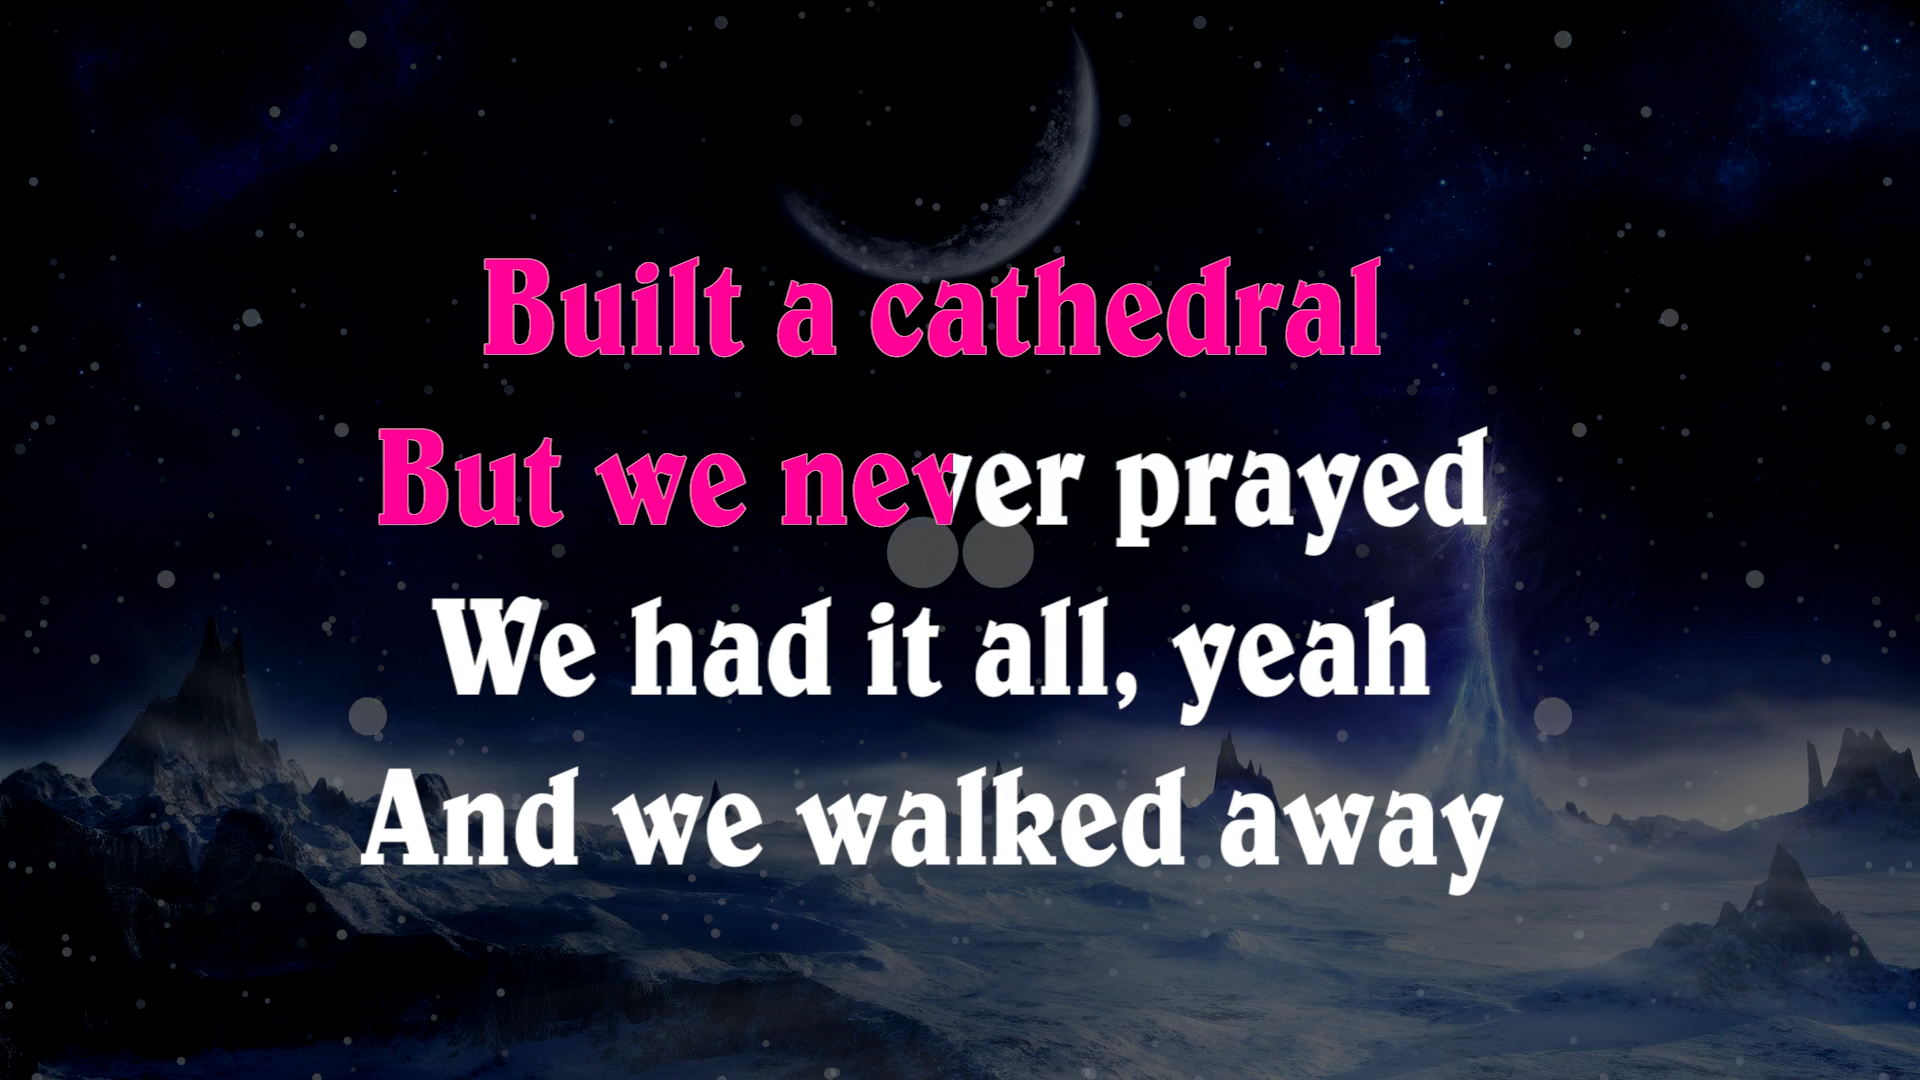 Built a cathedral
But we never prayed
We had it all, yeah
And we walked away